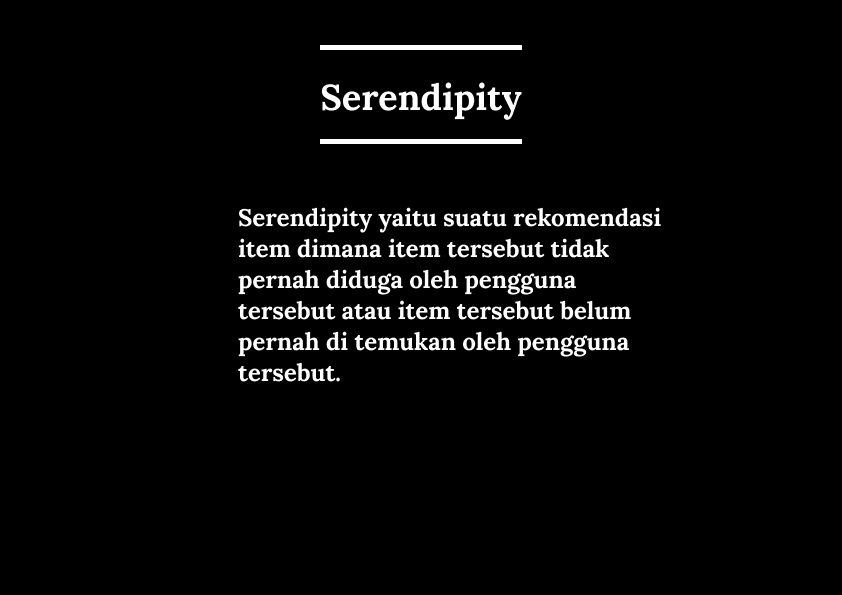 Serendipity
Serendipity yaitu suatu rekomendasi
item dimana item tersebut tidak
pernah diduga oleh pengguna
tersebut atau item tersebut belum
pernah di temukan oleh pengguna
tersebut.